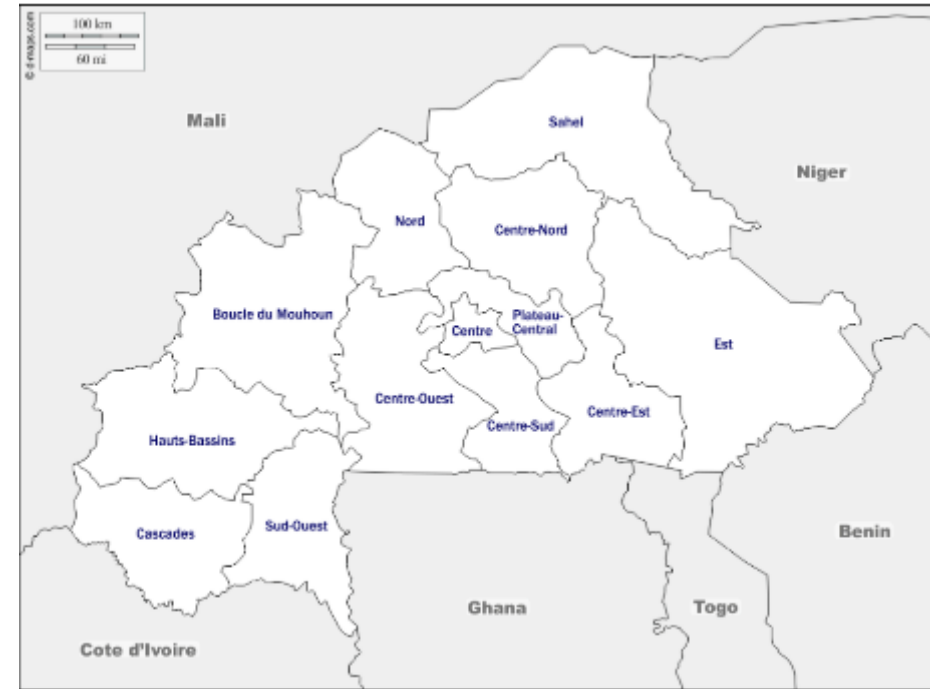 © d-maps.com
100 km
60 mi
Mali
Sahel
Niger
Nord
Centre-Nord
Boucle du Mouhoun
Centre
Plateau-
Central
Est
Centre-Ouest
Centre-Est
Centre-Sud
Hauts-Bassins
Cascades
Sud-Ouest
Benin
Ghana
Togo
Cote d'Ivoire